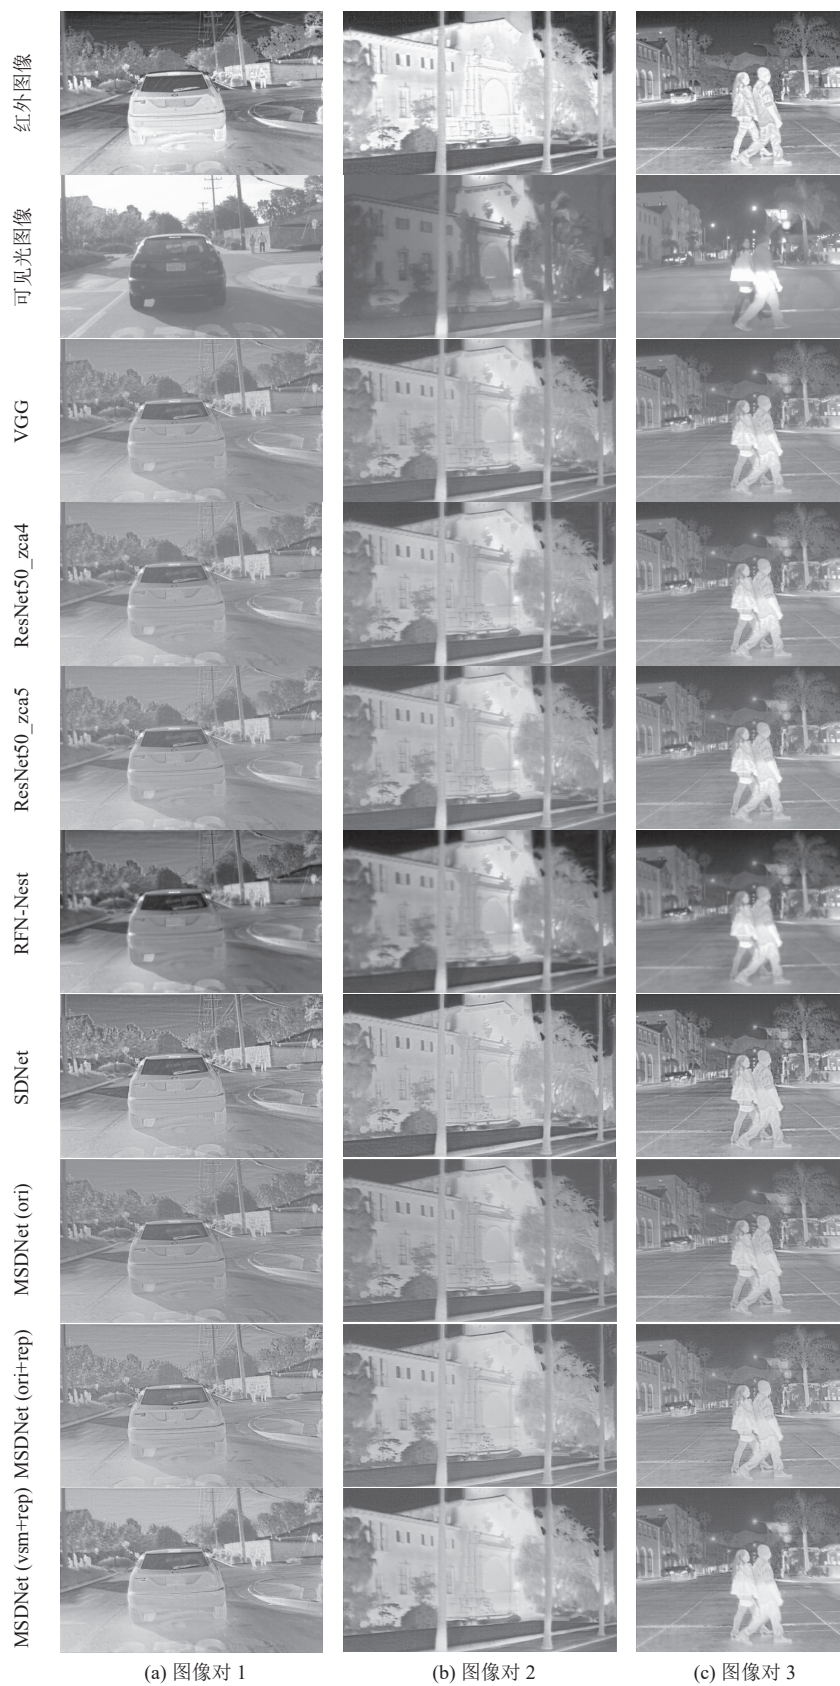 红外图像
可见光图像
VGG
ResNet50_zca4
ResNet50_zca5
RFN-Nest
SDNet
MSDNet (ori)
MSDNet (ori+rep)
MSDNet (vsm+rep)
(a) 图像对 1
(b) 图像对 2
(c) 图像对 3